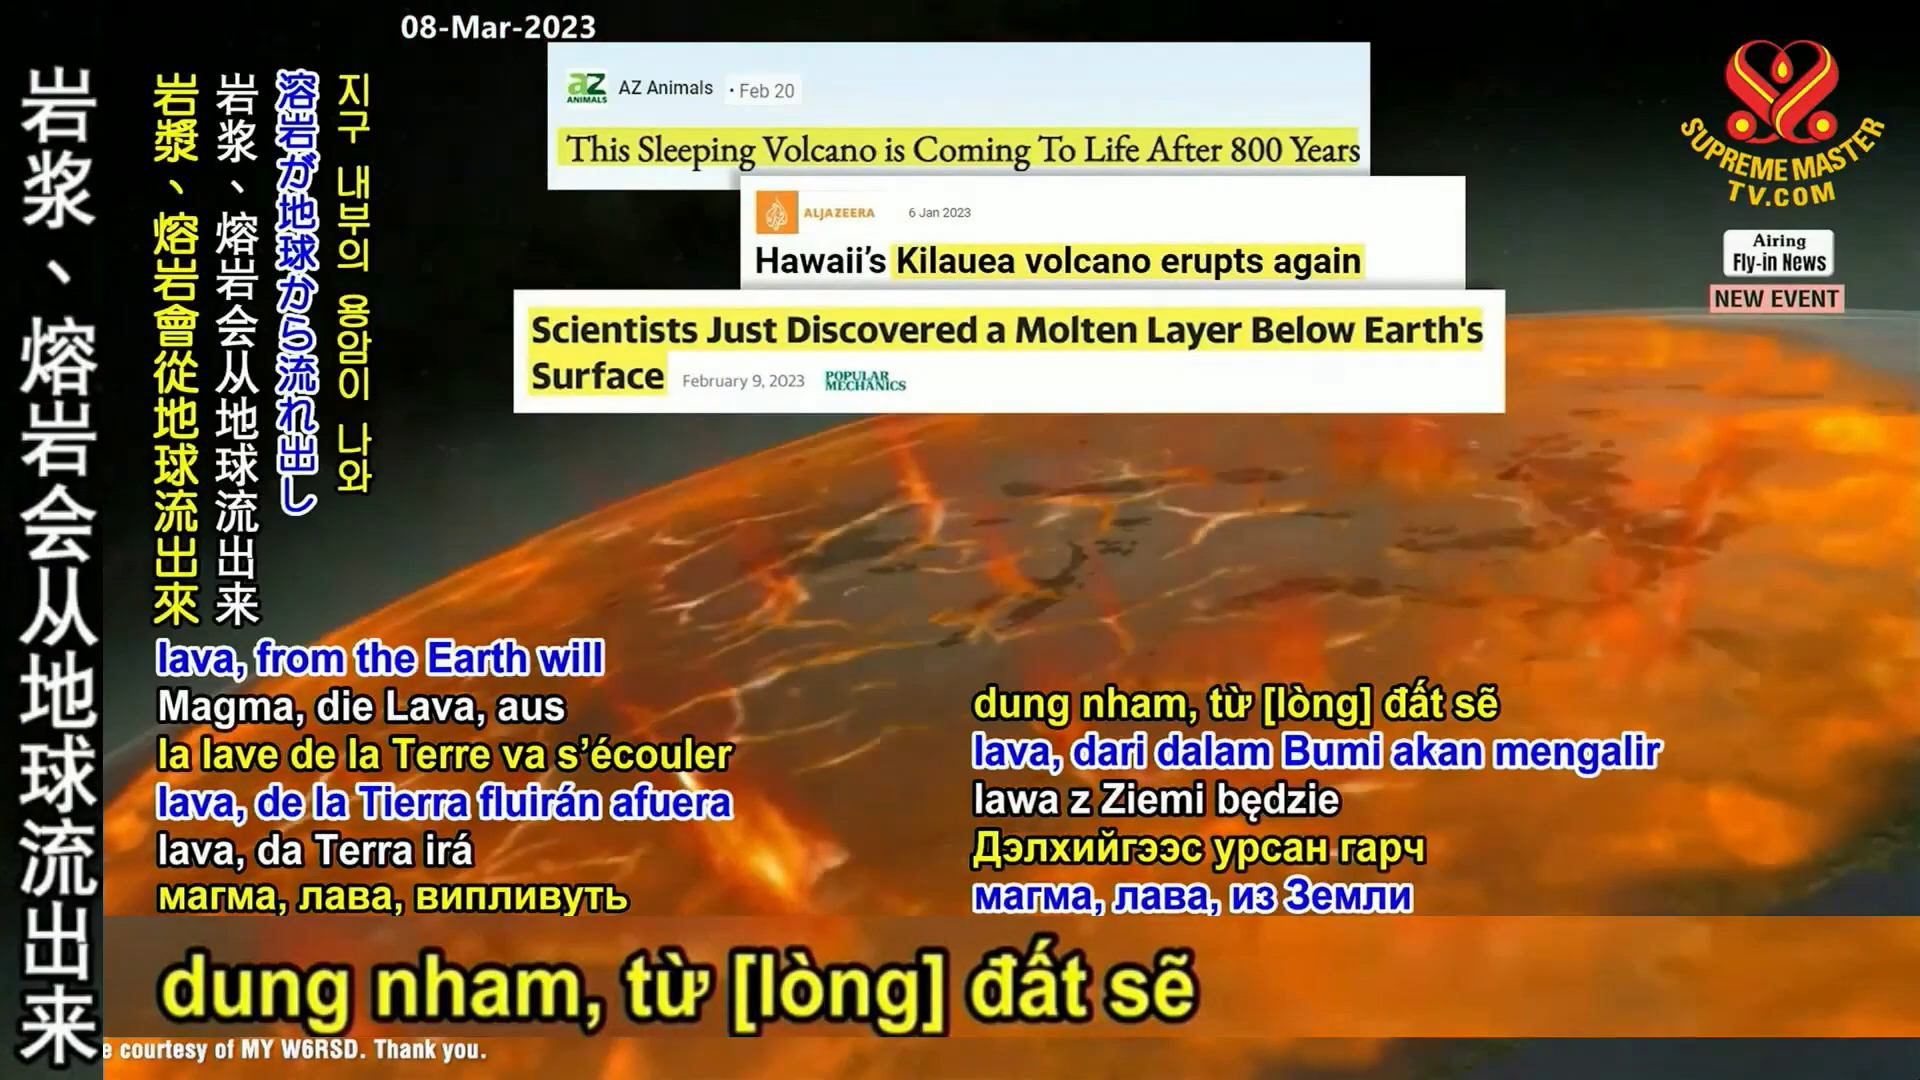 08-Mar-2023
AZ ANIMALS
AZ Animals · Feb 20
This Sleeping Volcano is Coming To Life After 800 Years
ALJAZEERA 6 Jan 2023
Hawaii's Kilauea volcano erupts again
Scientists Just Discovered a Molten Layer Below Earth's
Surface February 9, 2023 POPULAR MECHANICS
SUPREME MASTER
TV.COM
Airing
Fly-in News
NEW EVENT
岩浆、熔岩会从地球流出来
岩漿、熔岩會從地球流出來
岩浆、熔岩会从地球流出来
溶岩が地球から流れ出し
지구 내부의 용암이 나와
lava, from the Earth will
Magma, die Lava, aus
la lave de la Terre va s'écouler
lava, de la Tierra fluirán afuera
lava, da Terra irá
магма, лава, випливуть
dung nham, từ [lòng] đất sẽ
lava, dari dalam Bumi akan mengalir
lawa z Ziemi będzie
Дэлхийгээс урсан гарч
магма, лава, из Земли
dung nham, từ [lòng] đất sẽ
e courtesy of MY W6RSD. Thank you.